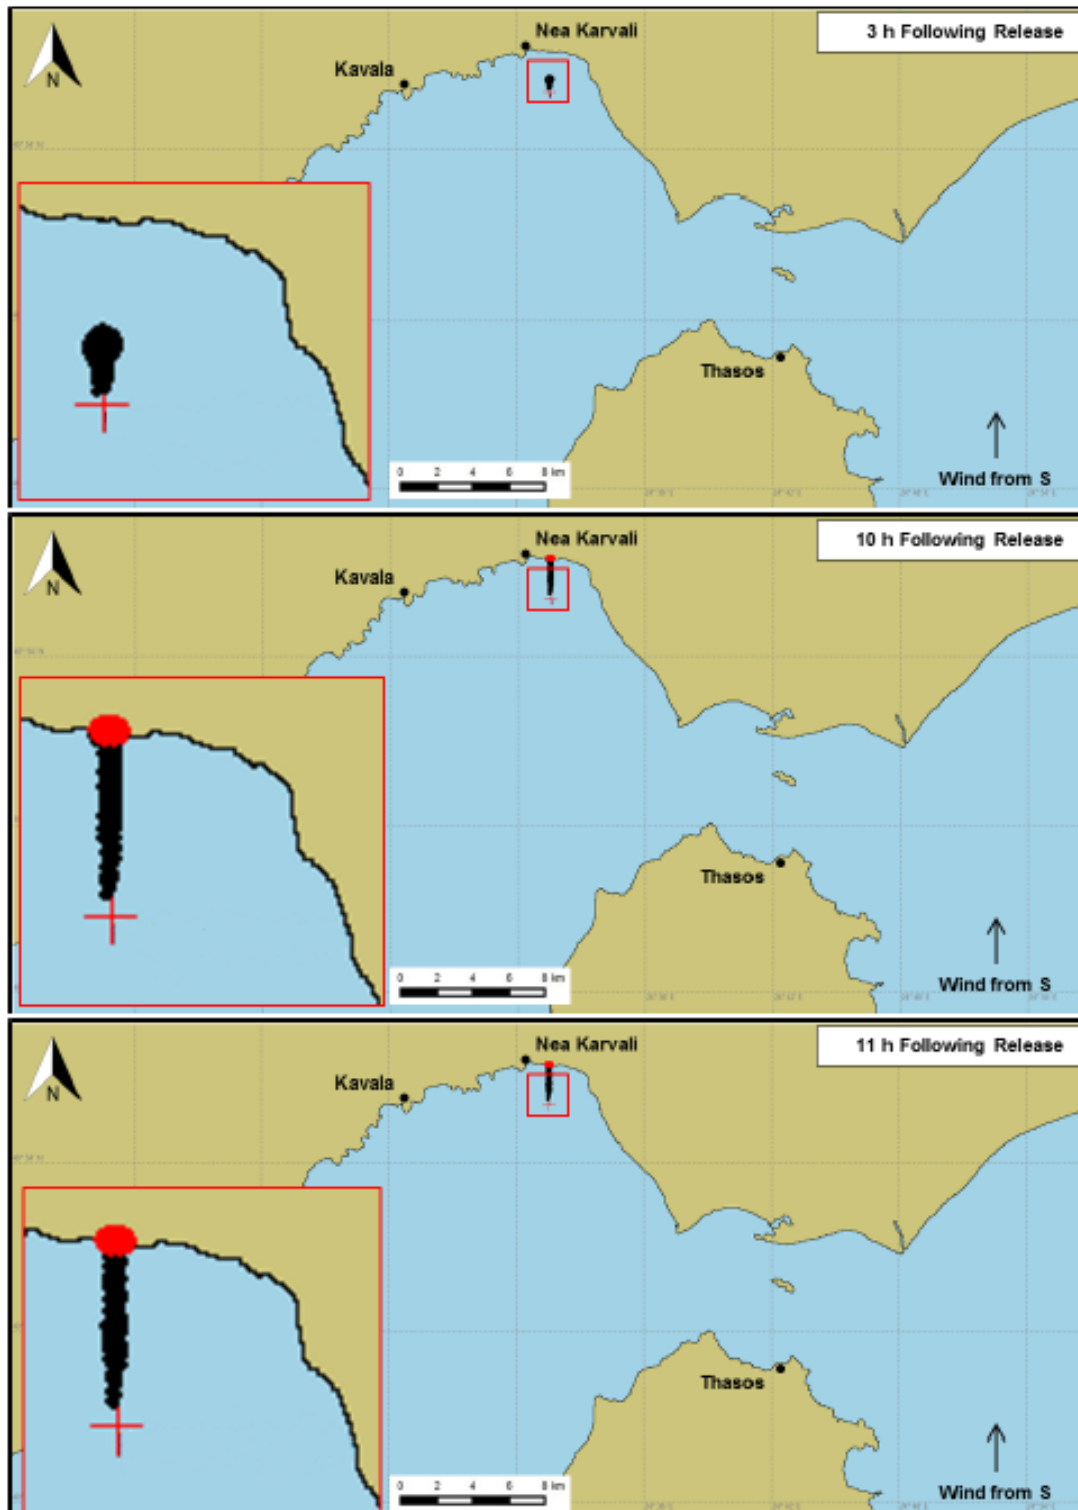 3 h Following Release
Nea Karvali
Kavala
N
Thasos
0 2 4 6 8 km
Wind from S
10 h Following Release
Nea Karvali
Kavala
N
Thasos
0 2 4 6 8 km
Wind from S
11 h Following Release
Nea Karvali
Kavala
N
Thasos
0 2 4 6 8 km
Wind from S